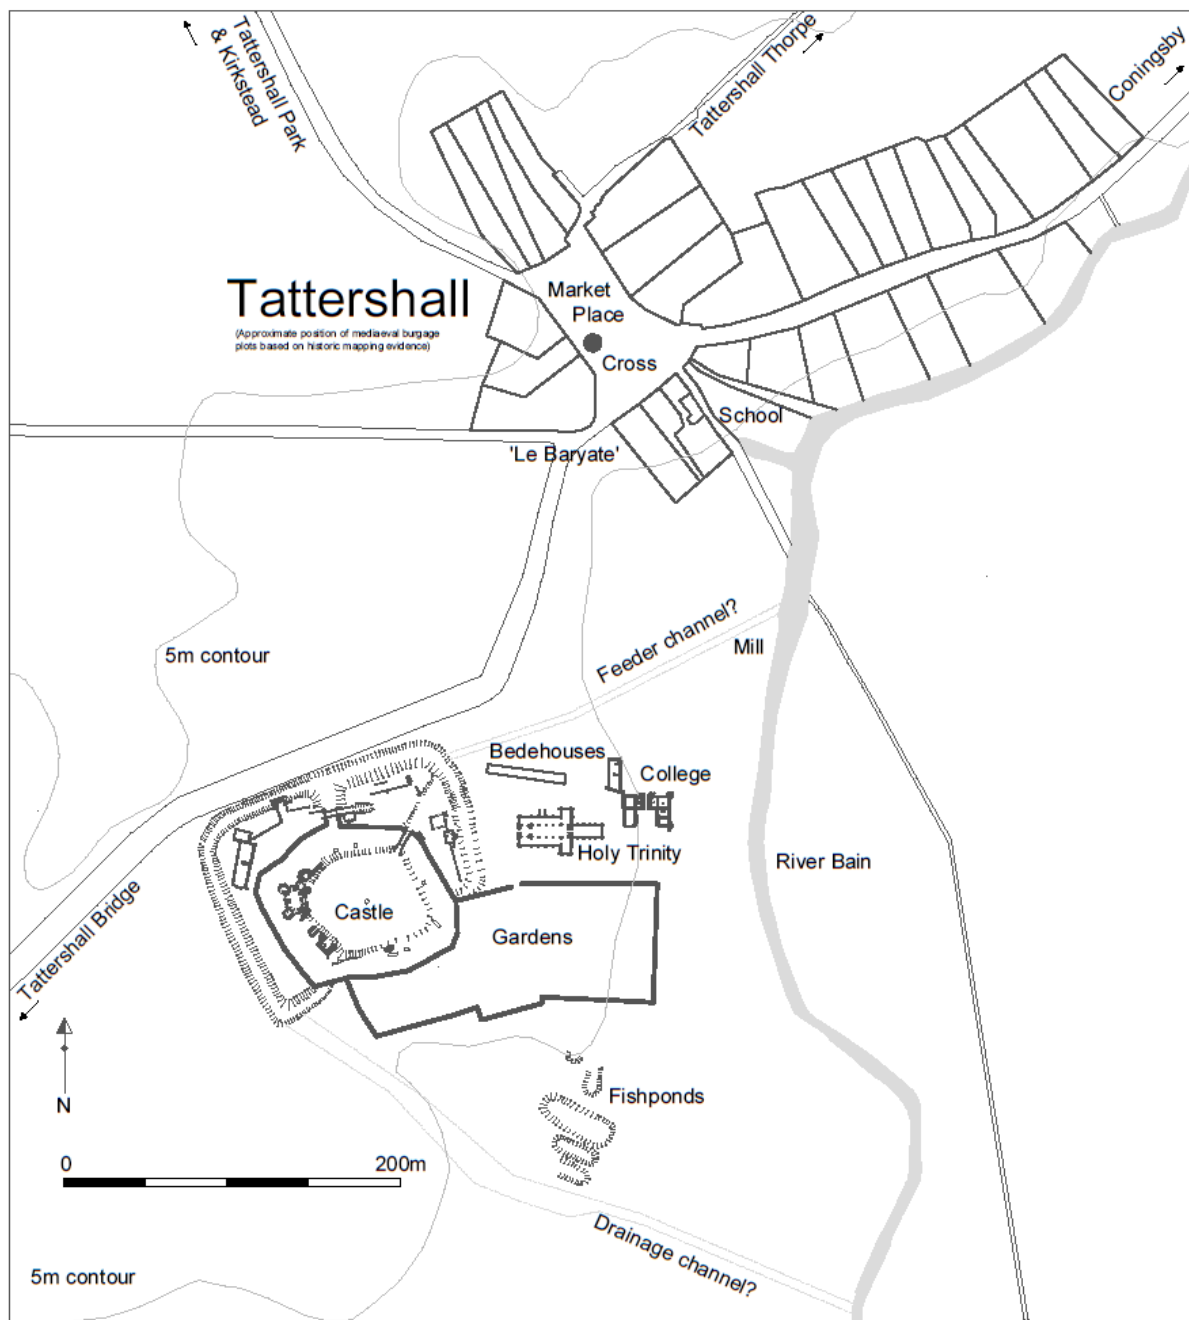 Tattershall Park
& Kirkstead
Tattershall Thorpe
Coningsby
Tattershall
(Approximate position of mediaeval burgage
plots based on historic mapping evidence)
Market
Place
Cross
School
'Le Baryate'
5m contour
Feeder channel?
Mill
Bedehouses
College
Holy Trinity
River Bain
Castle
Gardens
Tattershall Bridge
N
Fishponds
0
200m
Drainage channel?
5m contour